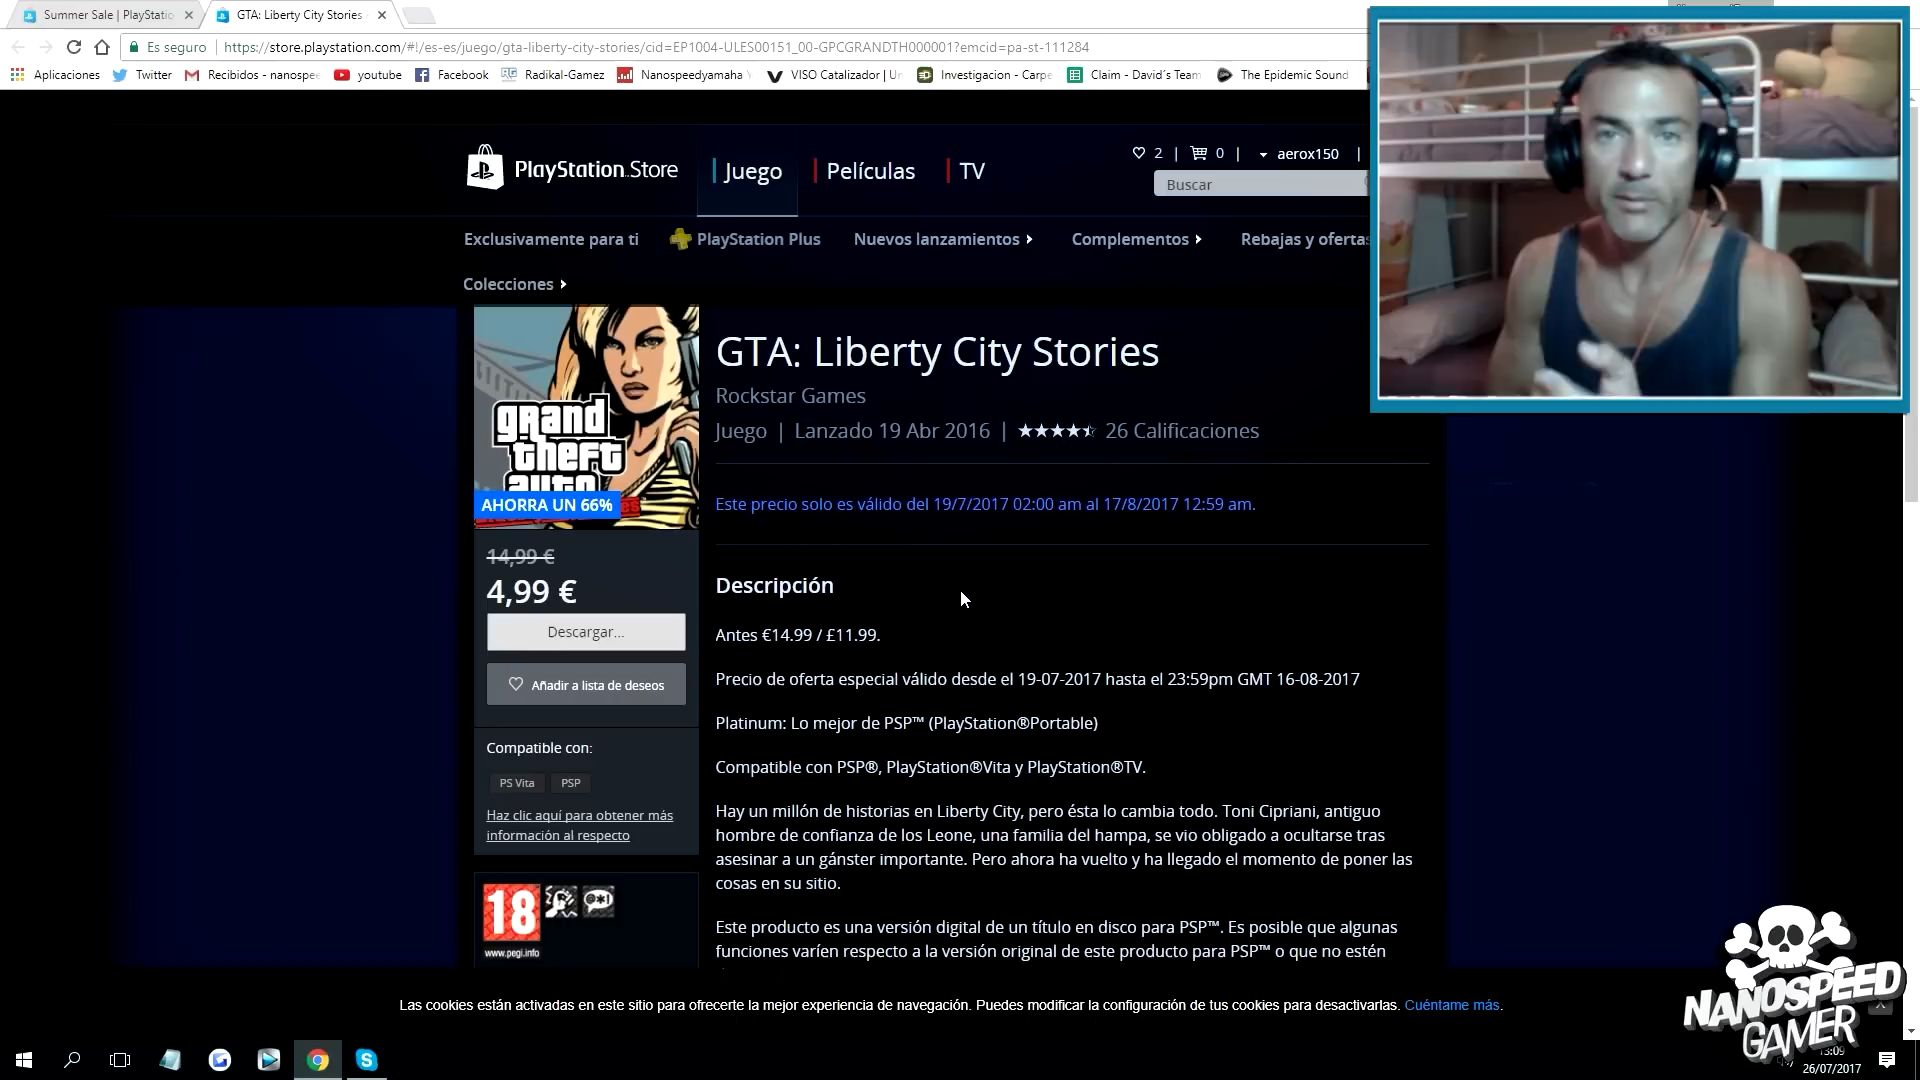 Summer Sale | PlayStatio
GTA: Liberty City Stories
Es seguro
https://store.playstation.com/#!/es-es/juego/gta-liberty-city-stories/cid=EP1004-ULES00151_00-GPCGRANDTH000001?emcid=pa-st-111284
Aplicaciones
Twitter
Recibidos - nanospee
youtube
Facebook
Radikal-Gamez
Nanospeedyamaha
VISO Catalizador | Un
Investigacion - Carpe
Claim - David´s Team
The Epidemic Sound
PlayStation Store
Juego
Películas
TV
2 | 0 | aerox150 |
Buscar
Exclusivamente para ti
PlayStation Plus
Nuevos lanzamientos
Complementos
Rebajas y ofertas
Colecciones
grand
theft
auto
AHORRA UN 66%
14,99 €
4,99 €
Descargar...
Añadir a lista de deseos
Compatible con:
PS Vita
PSP
Haz clic aquí para obtener más
información al respecto
18
www.pegi.info
GTA: Liberty City Stories
Rockstar Games
Juego | Lanzado 19 Abr 2016 | ★★★★⯪ 26 Calificaciones
Este precio solo es válido del 19/7/2017 02:00 am al 17/8/2017 12:59 am.
Descripción
Antes €14.99 / £11.99.
Precio de oferta especial válido desde el 19-07-2017 hasta el 23:59pm GMT 16-08-2017
Platinum: Lo mejor de PSP™ (PlayStation®Portable)
Compatible con PSP®, PlayStation®Vita y PlayStation®TV.
Hay un millón de historias en Liberty City, pero ésta lo cambia todo. Toni Cipriani, antiguo
hombre de confianza de los Leone, una familia del hampa, se vio obligado a ocultarse tras
asesinar a un gánster importante. Pero ahora ha vuelto y ha llegado el momento de poner las
cosas en su sitio.
Este producto es una versión digital de un título en disco para PSP™. Es posible que algunas
funciones varíen respecto a la versión original de este producto para PSP™ o que no estén
Las cookies están activadas en este sitio para ofrecerte la mejor experiencia de navegación. Puedes modificar la configuración de tus cookies para desactivarlas. Cuéntame más.
NANOSPEED
GAMER
13:09
26/07/2017